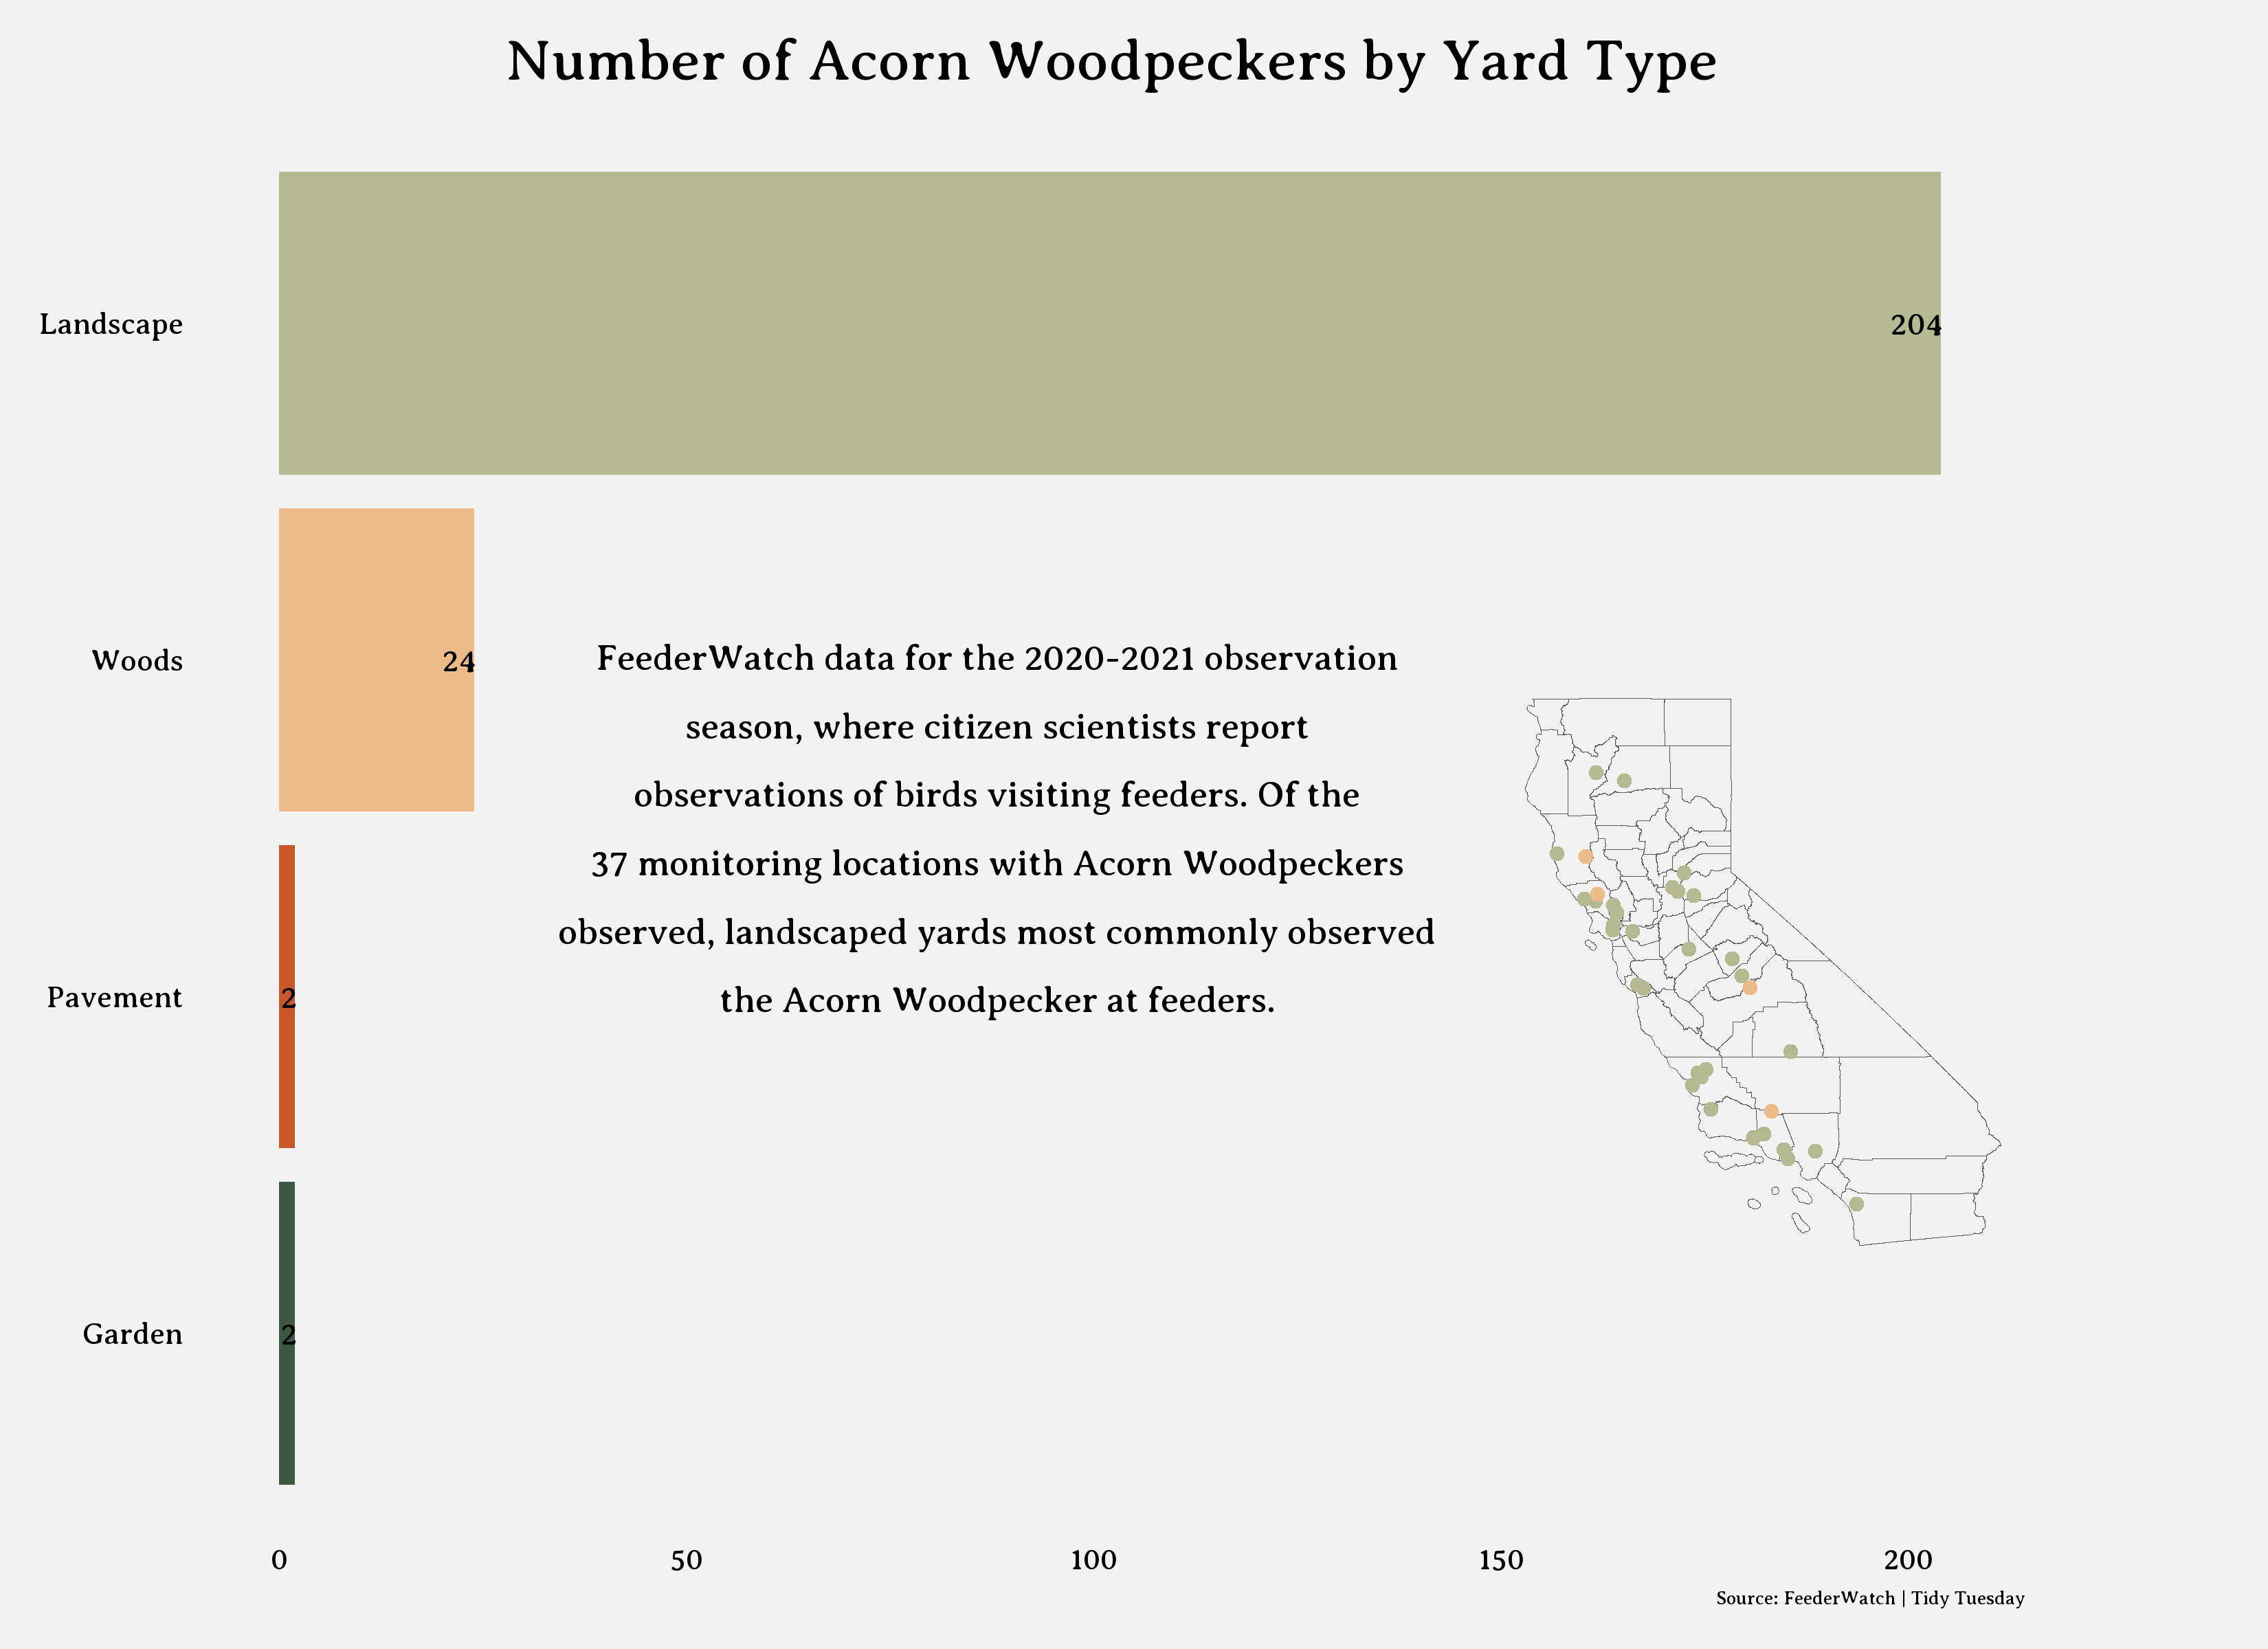 Number of Acorn Woodpeckers by Yard Type
Landscape
204
Woods
24
FeederWatch data for the 2020-2021 observation
season, where citizen scientists report
observations of birds visiting feeders. Of the
37 monitoring locations with Acorn Woodpeckers
observed, landscaped yards most commonly observed
the Acorn Woodpecker at feeders.
Pavement
2
Garden
2
0 50 100 150 200
Source: FeederWatch | Tidy Tuesday